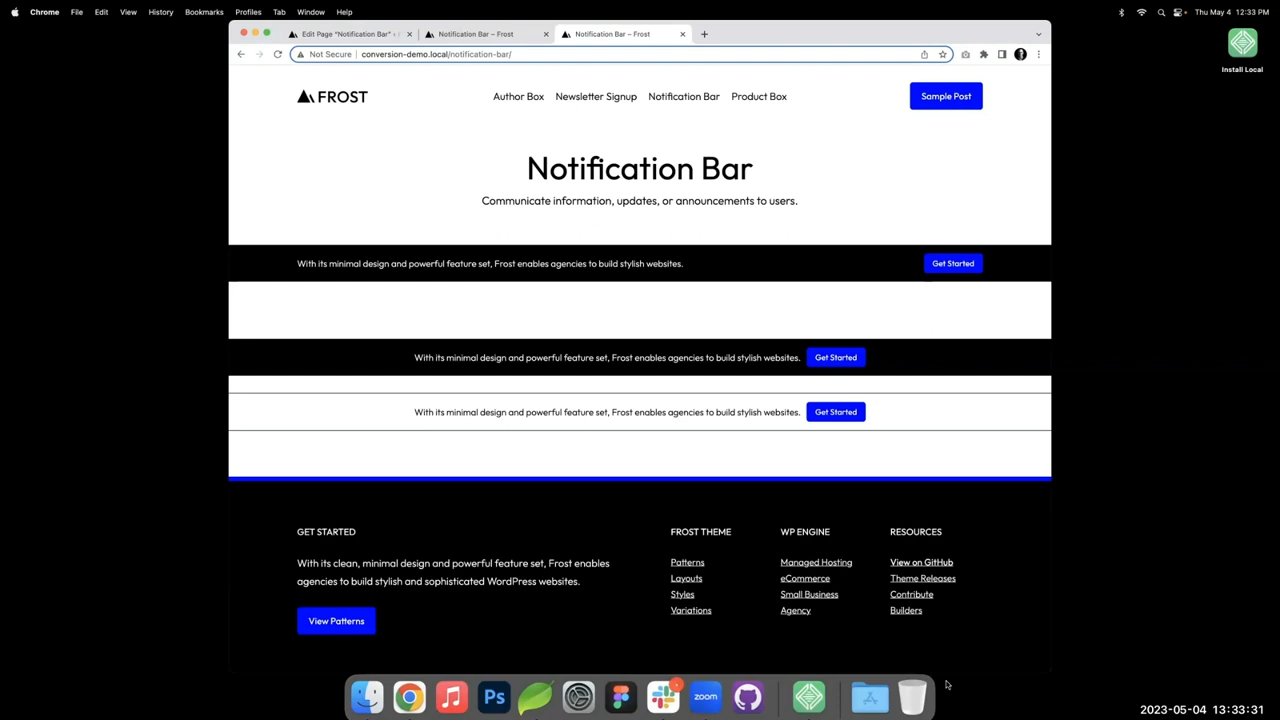 Chrome File Edit View History Bookmarks Profiles Tab Window Help Thu May 4 12:33 PM
Edit Page “Notification Bar” ‹ Notification Bar – Frost Notification Bar – Frost
Not Secure conversion-demo.local/notification-bar/
Install Local
FROST Author Box Newsletter Signup Notification Bar Product Box Sample Post
Notification Bar
Communicate information, updates, or announcements to users.
With its minimal design and powerful feature set, Frost enables agencies to build stylish websites. Get Started
With its minimal design and powerful feature set, Frost enables agencies to build stylish websites. Get Started
With its minimal design and powerful feature set, Frost enables agencies to build stylish websites. Get Started
GET STARTED
With its clean, minimal design and powerful feature set, Frost enables
agencies to build stylish and sophisticated WordPress websites.
View Patterns
FROST THEME
Patterns
Layouts
Styles
Variations
WP ENGINE
Managed Hosting
eCommerce
Small Business
Agency
RESOURCES
View on GitHub
Theme Releases
Contribute
Builders
Ps zoom
2023-05-04 13:33:31